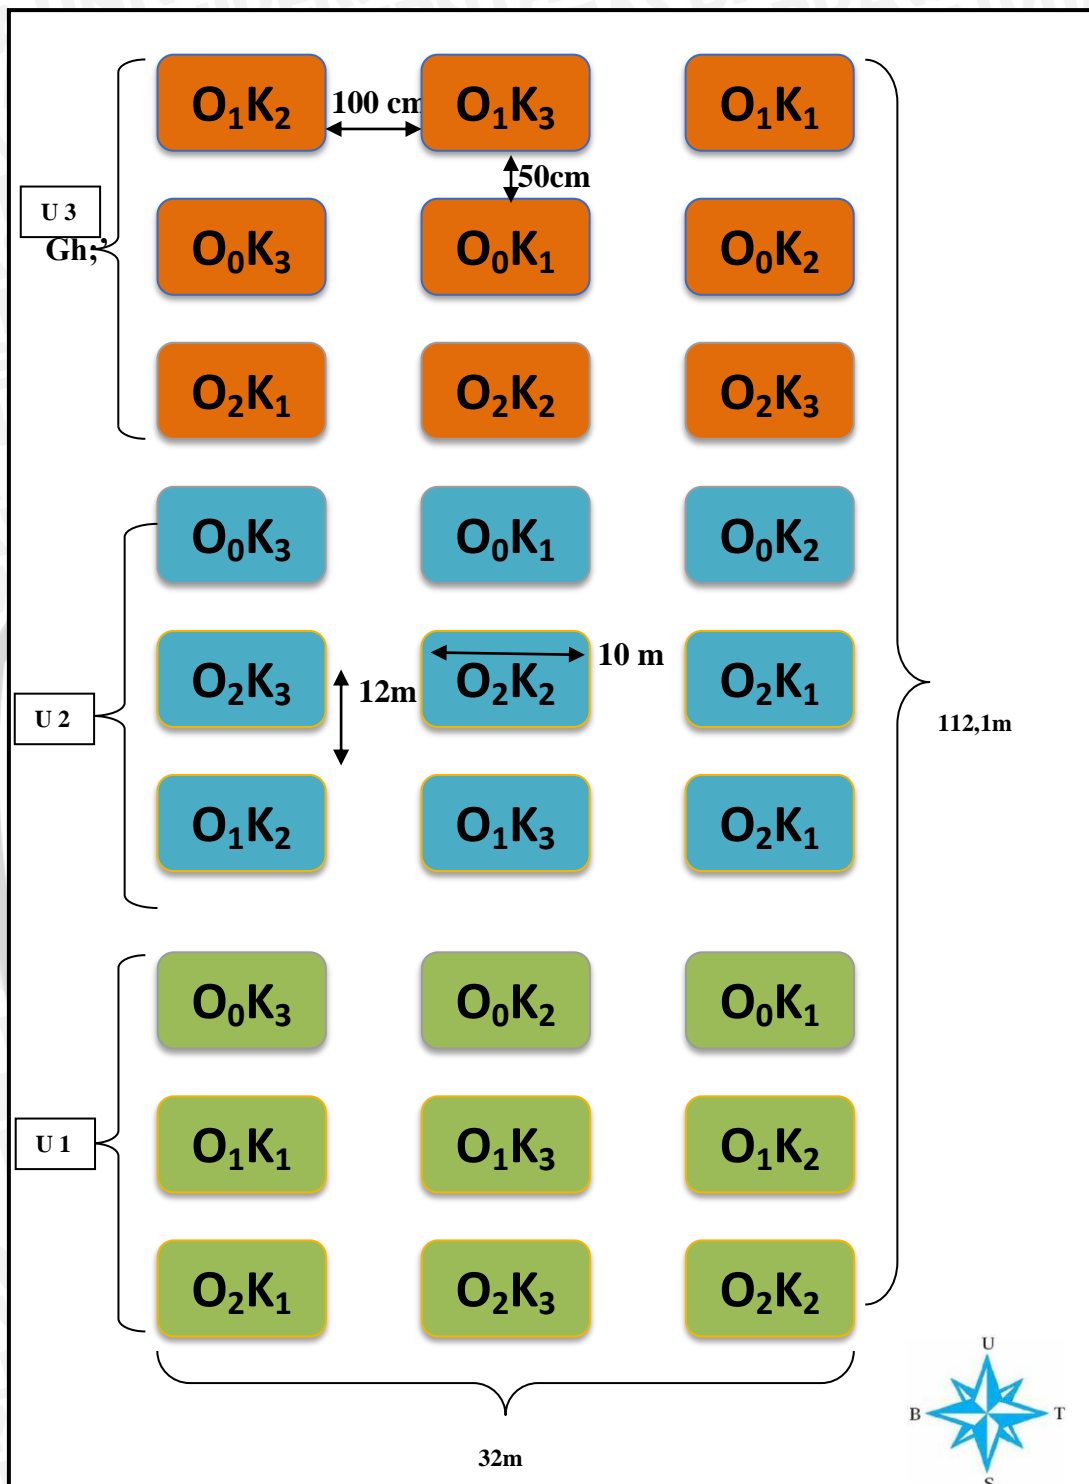 O₁K₂ 100 cm O₁K₃ O₁K₁
50cm
U 3
Gh;’
O₀K₃ O₀K₁ O₀K₂
O₂K₁ O₂K₂ O₂K₃
O₀K₃ O₀K₁ O₀K₂
O₂K₃ 12m O₂K₂ 10 m O₂K₁
U 2
112,1m
O₁K₂ O₁K₃ O₂K₁
O₀K₃ O₀K₂ O₀K₁
U 1
O₁K₁ O₁K₃ O₁K₂
O₂K₁ O₂K₃ O₂K₂
32m
U
B T
S